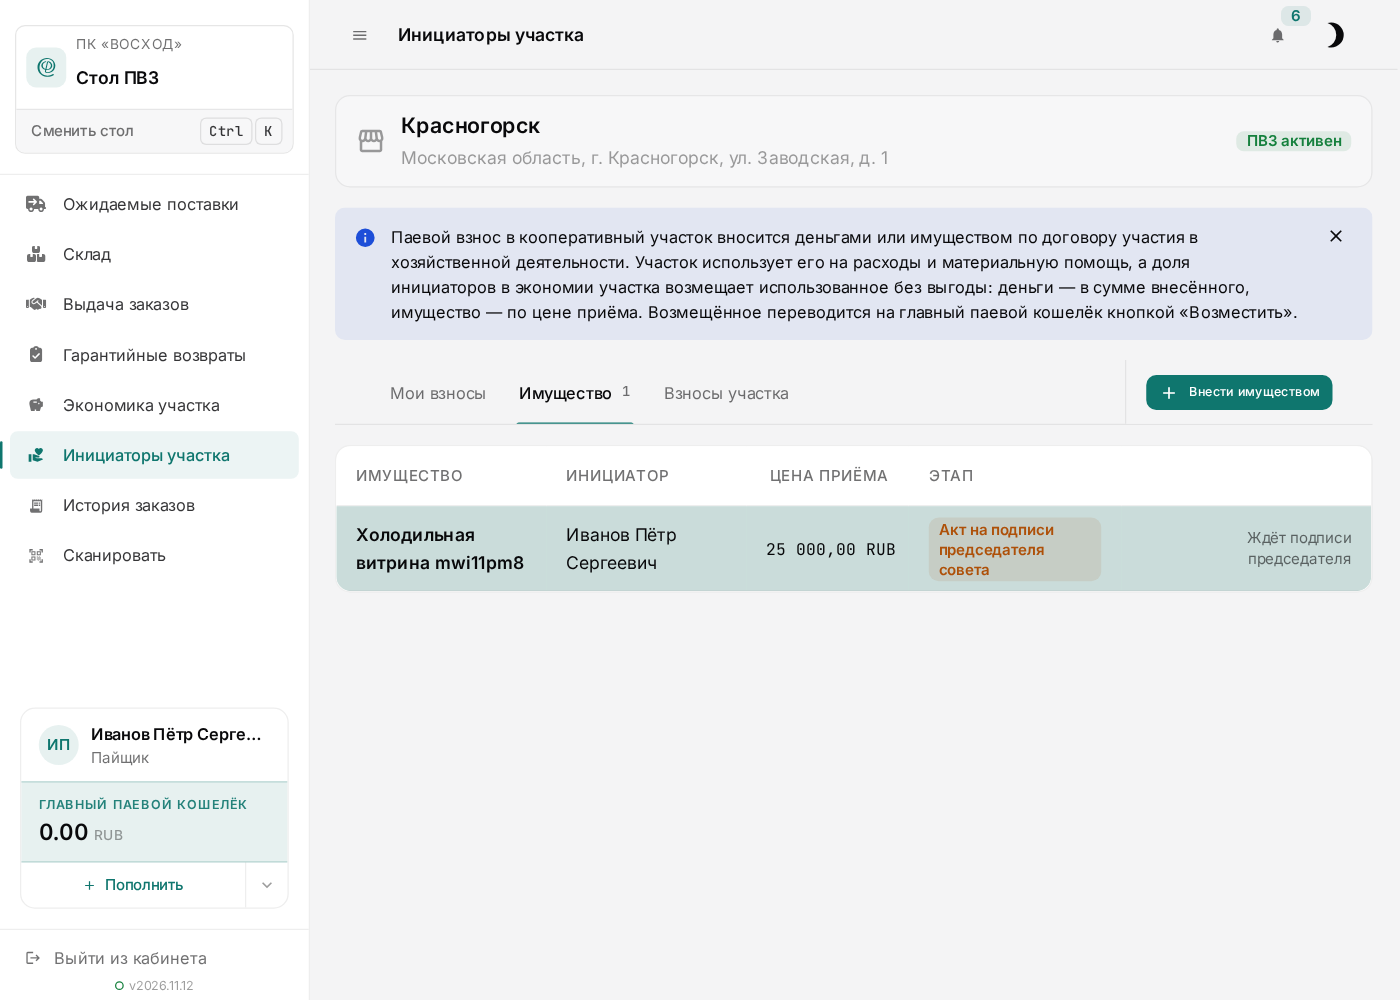 ПК «ВОСХОД»
Стол ПВЗ
Сменить стол
Ctrl K
Ожидаемые поставки
Склад
Выдача заказов
Гарантийные возвраты
Экономика участка
Инициаторы участка
История заказов
Сканировать
ИП
Иванов Пётр Серге...
Пайщик
ГЛАВНЫЙ ПАЕВОЙ КОШЕЛЁК
0.00 RUB
+ Пополнить
Выйти из кабинета
v2026.11.12
Инициаторы участка
6
Красногорск
Московская область, г. Красногорск, ул. Заводская, д. 1
ПВЗ активен
Паевой взнос в кооперативный участок вносится деньгами или имуществом по договору участия в
хозяйственной деятельности. Участок использует его на расходы и материальную помощь, а доля
инициаторов в экономии участка возмещает использованное без выгоды: деньги — в сумме внесённого,
имущество — по цене приёма. Возмещённое переводится на главный паевой кошелёк кнопкой «Возместить».
Мои взносы
Имущество 1
Взносы участка
+ Внести имуществом
ИМУЩЕСТВО ИНИЦИАТОР ЦЕНА ПРИЁМА ЭТАП
Холодильная
витрина mwi11pm8
Иванов Пётр
Сергеевич
25 000,00 RUB
Акт на подписи
председателя
совета
Ждёт подписи
председателя